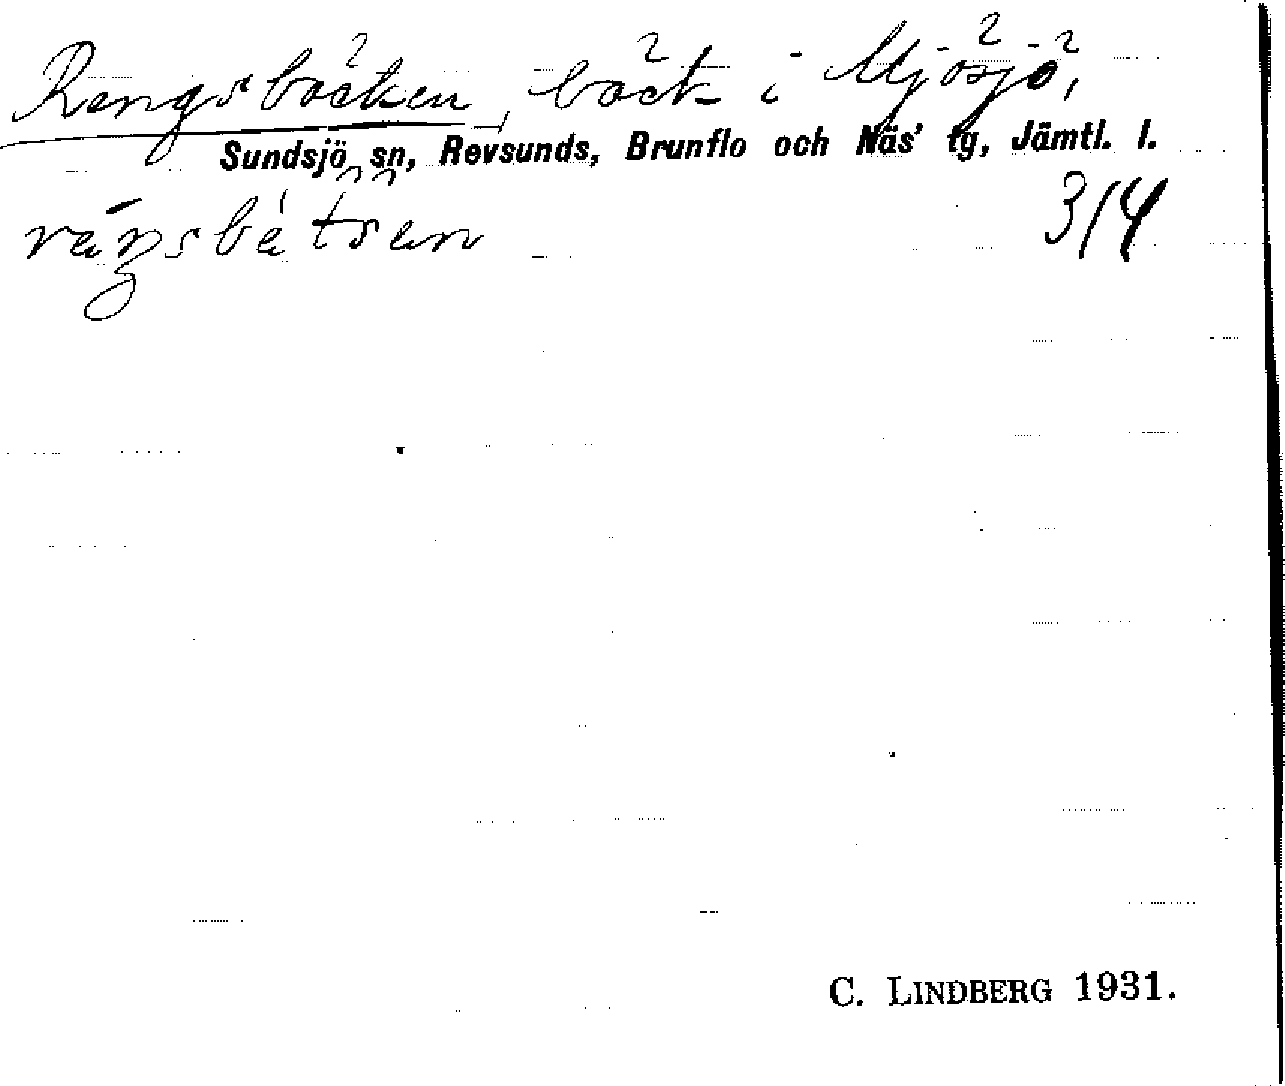 Rengsbäcken, bäck i Mjösjö,
Sundsjö sn, Revsunds, Brunflo och Näs' tg, Jämtl. l.
3/4
C. LINDBERG 1931.